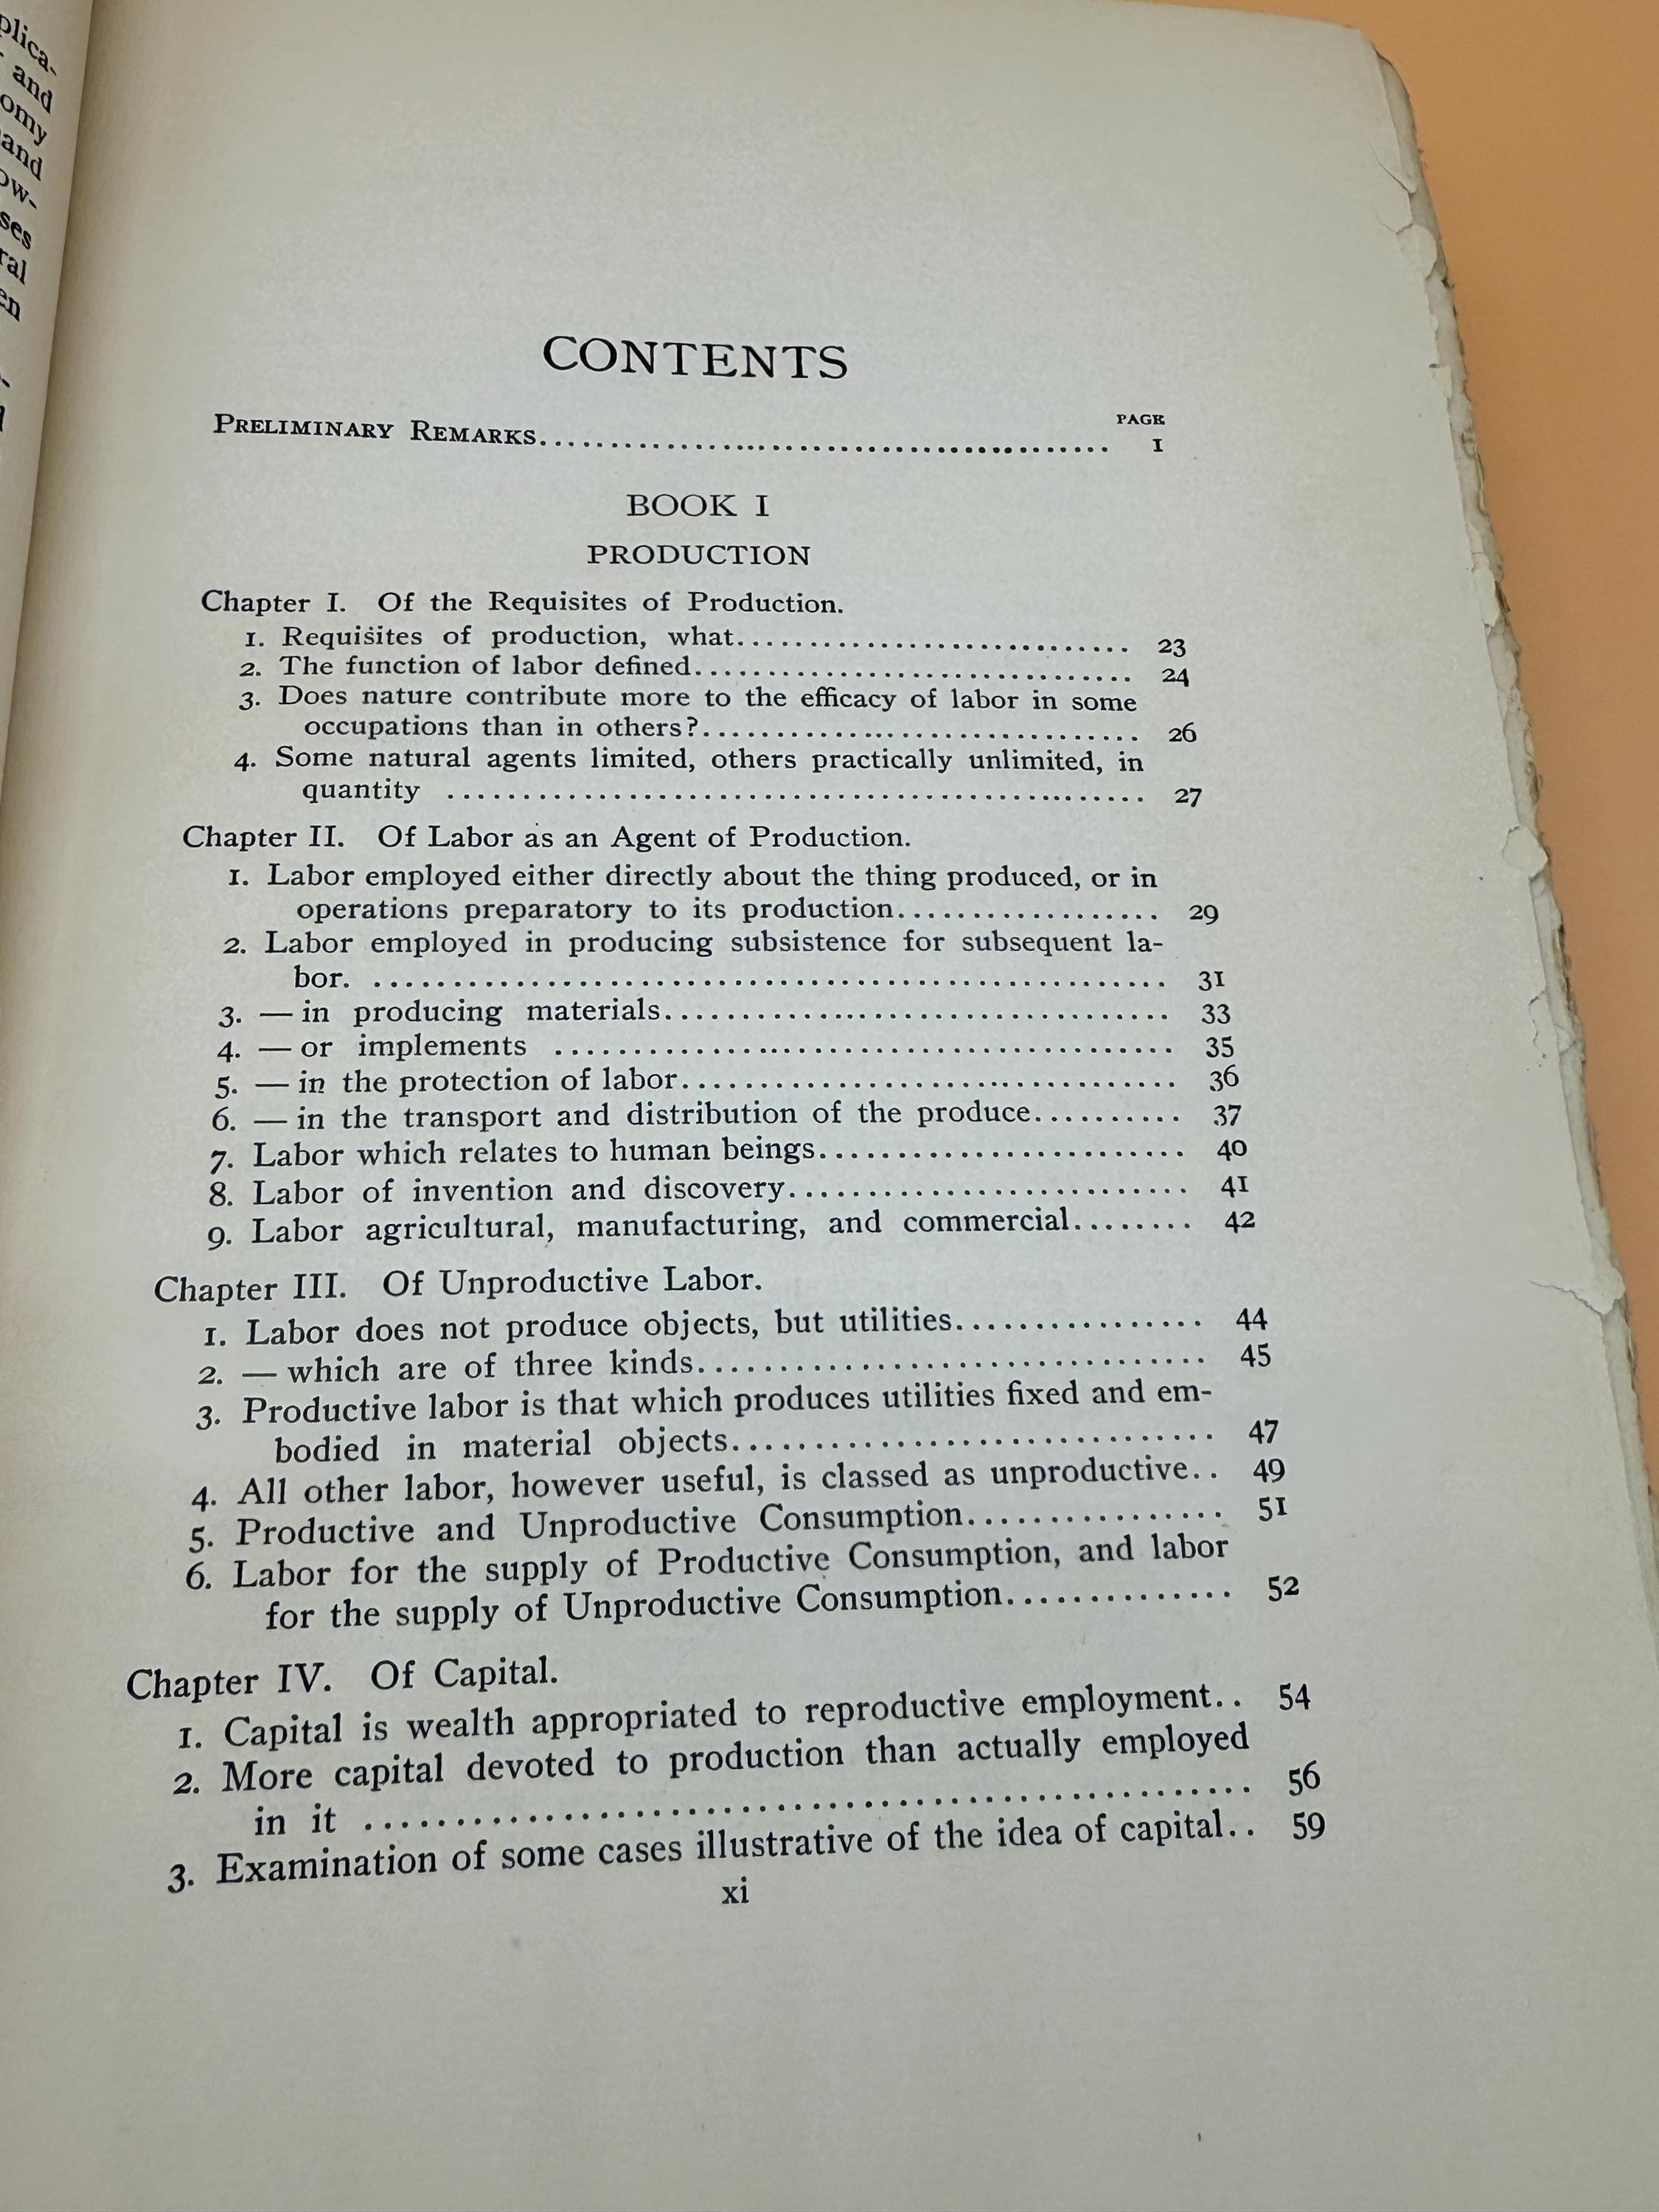 plica-
and
omy
and
ow-
ses
ral
en
CONTENTS
PAGE
PRELIMINARY REMARKS............................................ 1
BOOK I
PRODUCTION
Chapter I. Of the Requisites of Production.
1. Requisites of production, what.............................. 23
2. The function of labor defined................................. 24
3. Does nature contribute more to the efficacy of labor in some
occupations than in others?................................. 26
4. Some natural agents limited, others practically unlimited, in
quantity .............................................. 27
Chapter II. Of Labor as an Agent of Production.
1. Labor employed either directly about the thing produced, or in
operations preparatory to its production.................. 29
2. Labor employed in producing subsistence for subsequent la-
bor. .................................................... 31
3. — in producing materials................................. 33
4. — or implements ........................................ 35
5. — in the protection of labor................................ 36
6. — in the transport and distribution of the produce.......... 37
7. Labor which relates to human beings........................ 40
8. Labor of invention and discovery.......................... 41
9. Labor agricultural, manufacturing, and commercial........ 42
Chapter III. Of Unproductive Labor.
1. Labor does not produce objects, but utilities................ 44
2. — which are of three kinds................................. 45
3. Productive labor is that which produces utilities fixed and em-
bodied in material objects............................... 47
4. All other labor, however useful, is classed as unproductive.. 49
5. Productive and Unproductive Consumption................ 51
6. Labor for the supply of Productive Consumption, and labor
for the supply of Unproductive Consumption.............. 52
Chapter IV. Of Capital.
1. Capital is wealth appropriated to reproductive employment.. 54
2. More capital devoted to production than actually employed
in it ................................................ 56
3. Examination of some cases illustrative of the idea of capital.. 59
xi